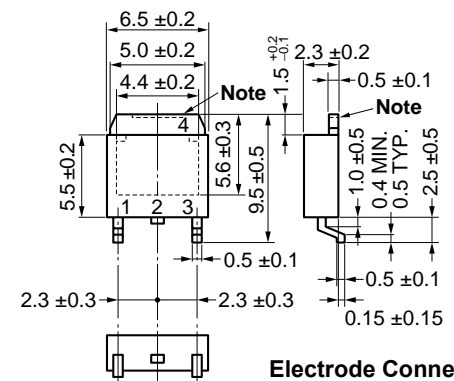 6.5 ±0.2
5.0 ±0.2
4.4 ±0.2
Note
4
1.5 +0.2 −0.1
2.3 ±0.2
0.5 ±0.1
Note
5.5 ±0.2
5.6 ±0.3
9.5 ±0.5
1.0 ±0.5
0.4 MIN.
0.5 TYP.
2.5 ±0.5
1 2 3
0.5 ±0.1
2.3 ±0.3
2.3 ±0.3
0.5 ±0.1
0.15 ±0.15
Electrode Conne